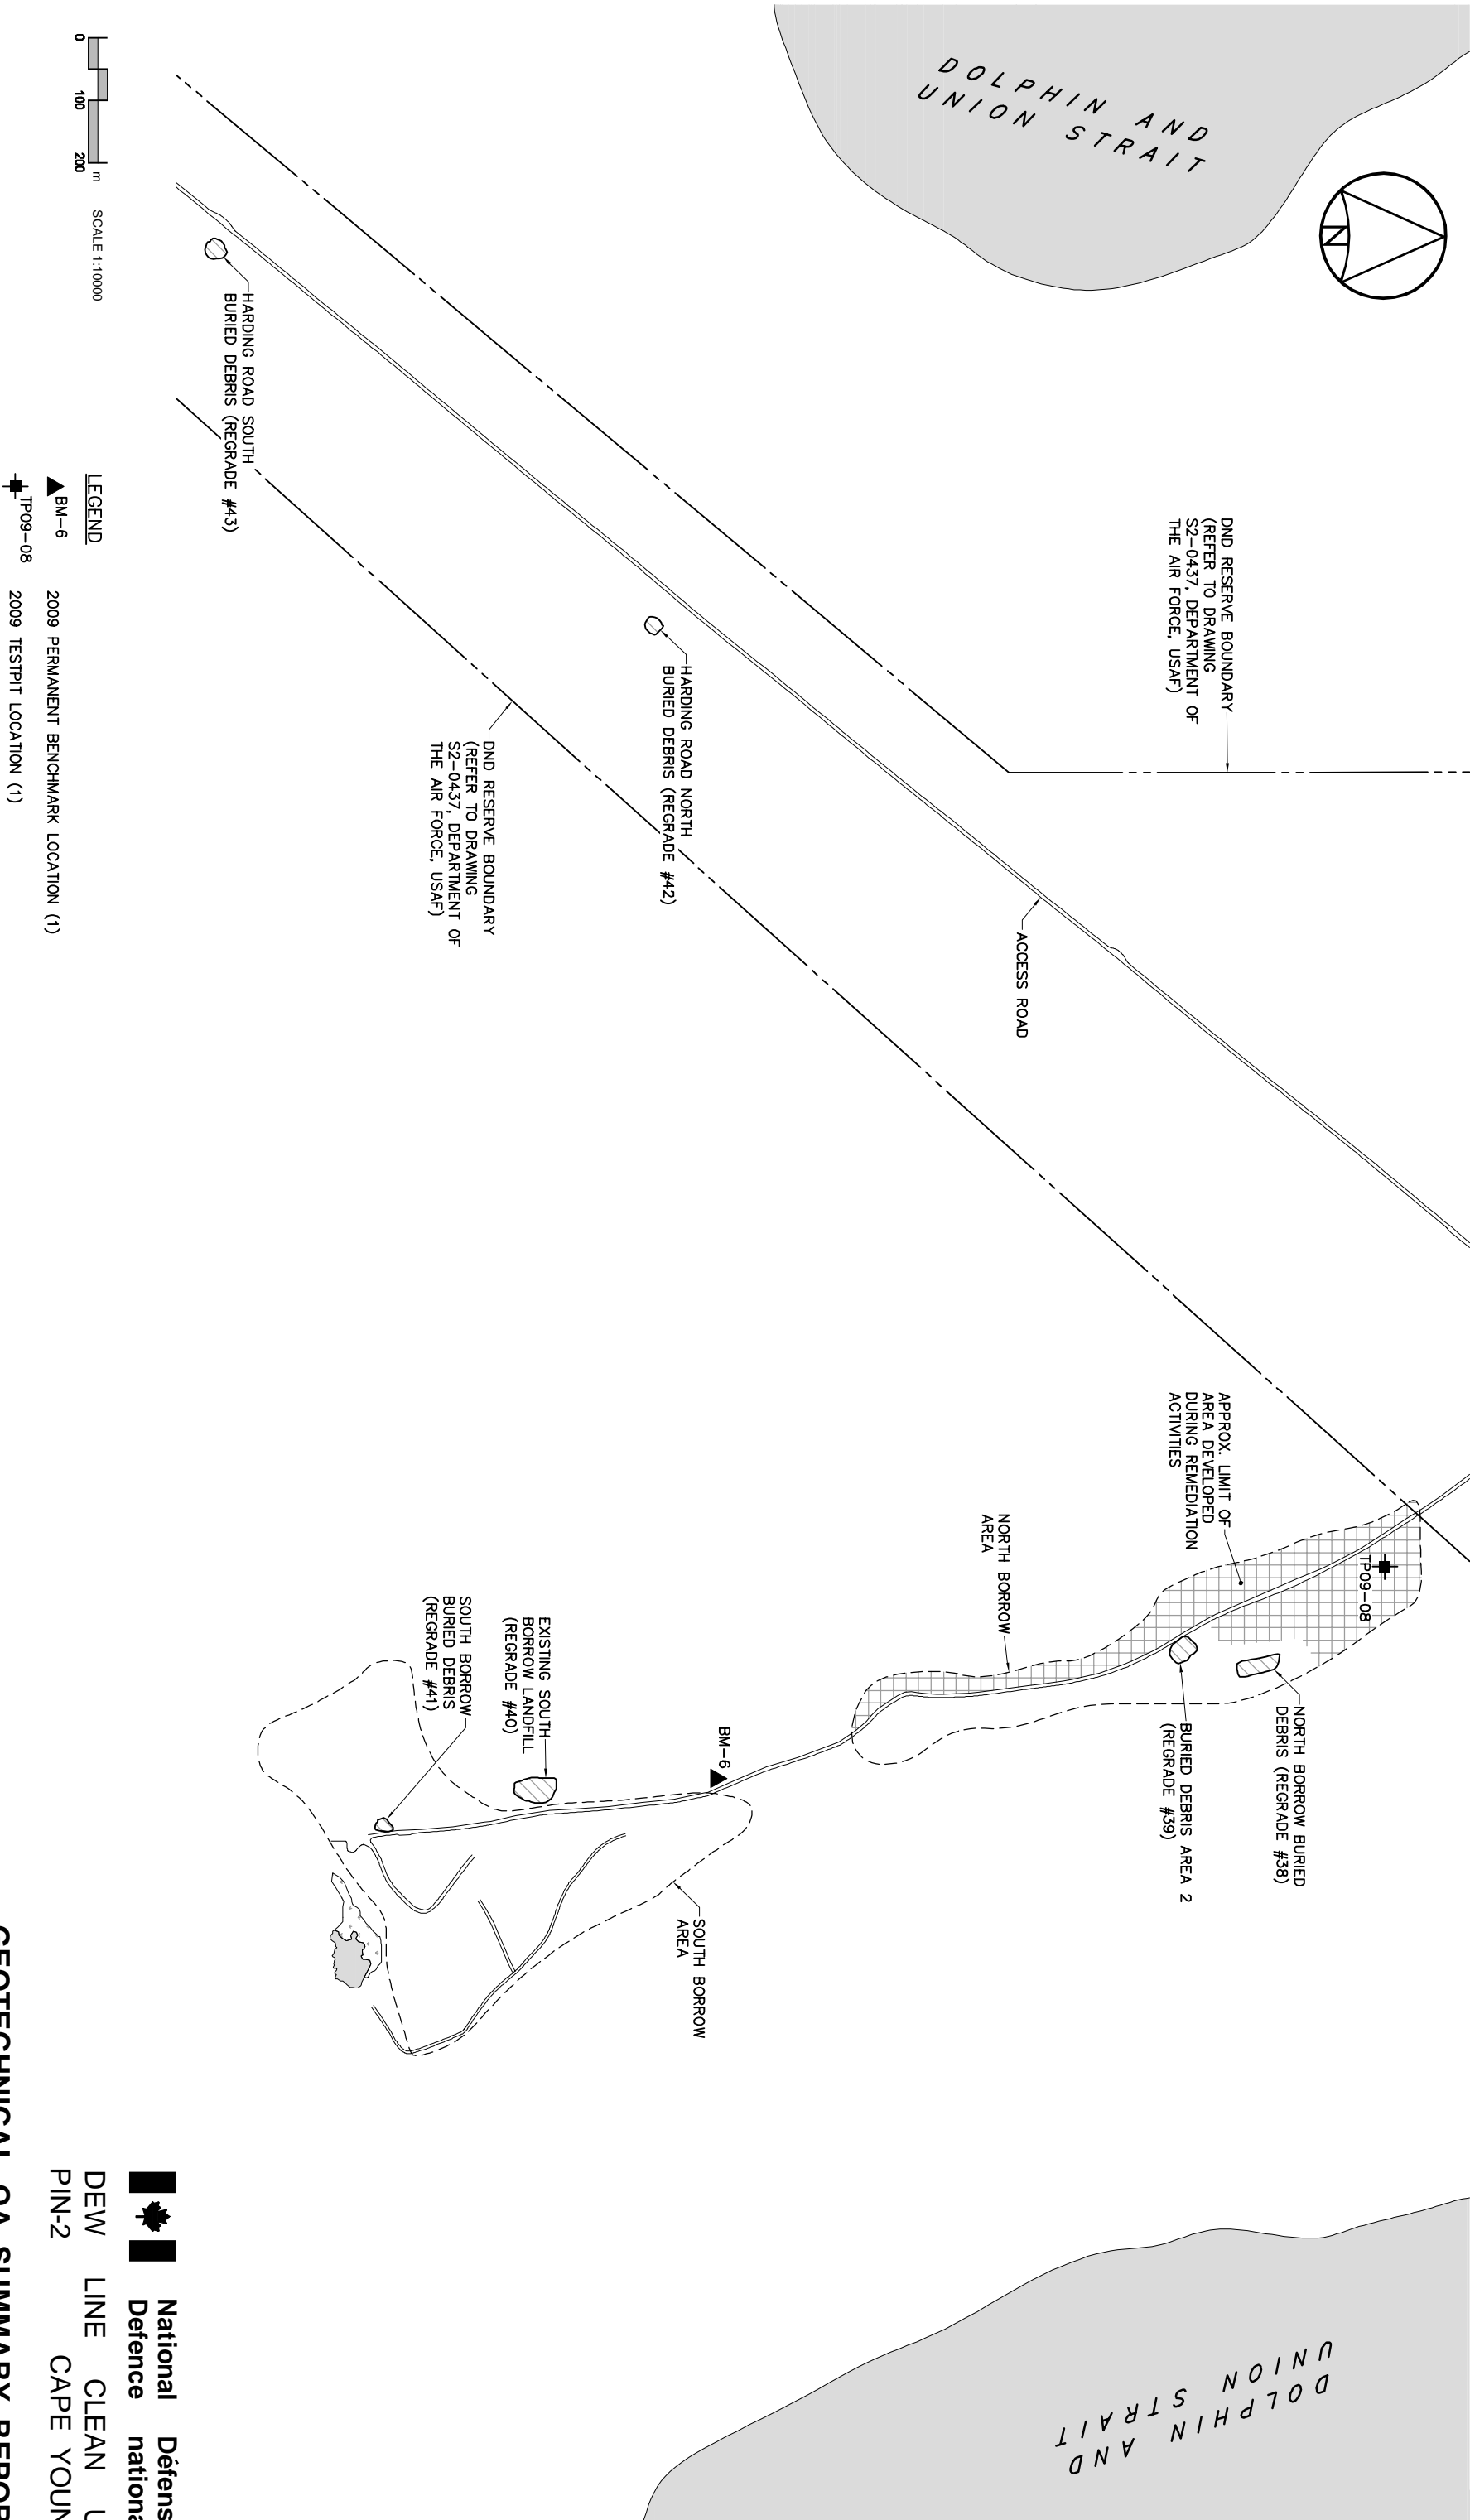 DOLPHIN AND
UNION STRAIT
N
DND RESERVE BOUNDARY
(REFER TO DRAWING
S2-0437, DEPARTMENT OF
THE AIR FORCE, USAF)
ACCESS ROAD
HARDING ROAD NORTH
BURIED DEBRIS (REGRADE #42)
DND RESERVE BOUNDARY
(REFER TO DRAWING
S2-0437, DEPARTMENT OF
THE AIR FORCE, USAF)
HARDING ROAD SOUTH
BURIED DEBRIS (REGRADE #43)
TP09-08
APPROX. LIMIT OF
AREA DEVELOPED
DURING REMEDIATION
ACTIVITIES
NORTH BORROW BURIED
DEBRIS (REGRADE #38)
BURIED DEBRIS AREA 2
(REGRADE #39)
NORTH BORROW
AREA
BM-6
SOUTH BORROW
AREA
EXISTING SOUTH
BORROW LANDFILL
(REGRADE #40)
SOUTH BORROW
BURIED DEBRIS
(REGRADE #41)
DOLPHIN AND
UNION STRAIT
0 100 200 m SCALE 1:10000
LEGEND
BM-6 2009 PERMANENT BENCHMARK LOCATION (1)
TP09-08 2009 TESTPIT LOCATION (1)
National Défens
Defence nationa
DEW LINE CLEAN U
PIN-2 CAPE YOUN
GEOTECHNICAL QA SUMMARY REPOR